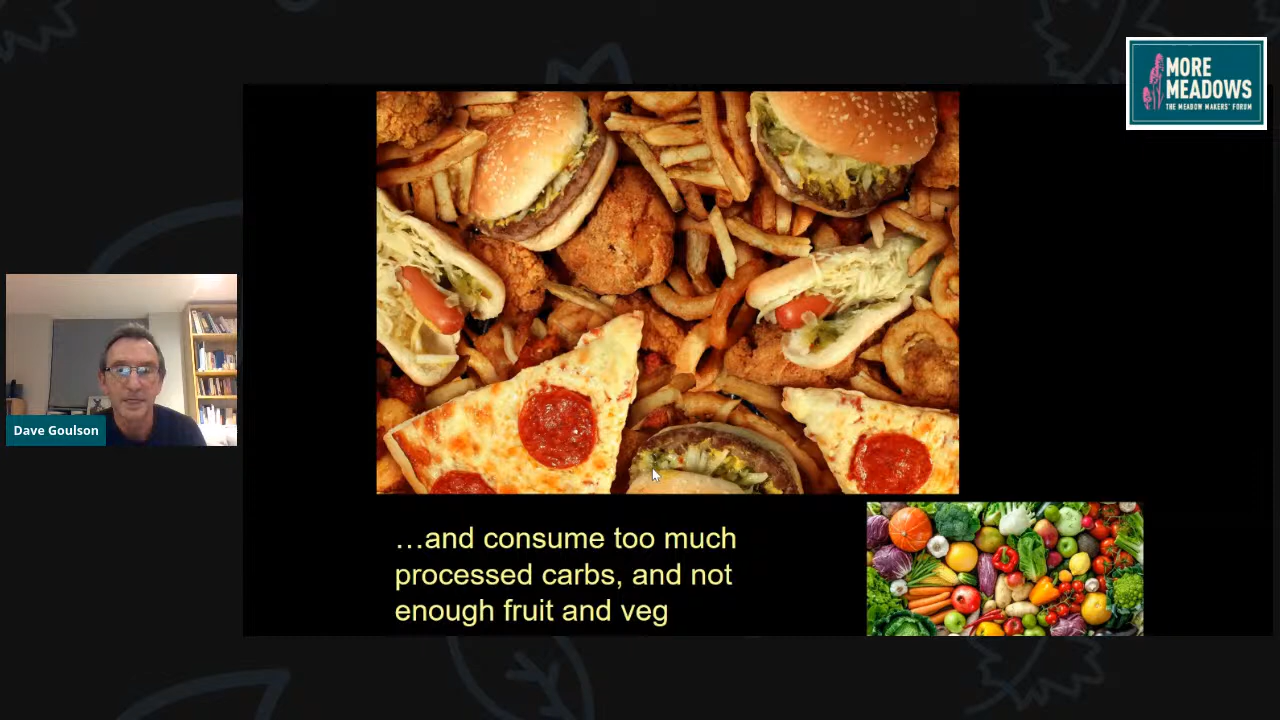 MORE
MEADOWS
THE MEADOW MAKERS' FORUM
Dave Goulson
…and consume too much
processed carbs, and not
enough fruit and veg